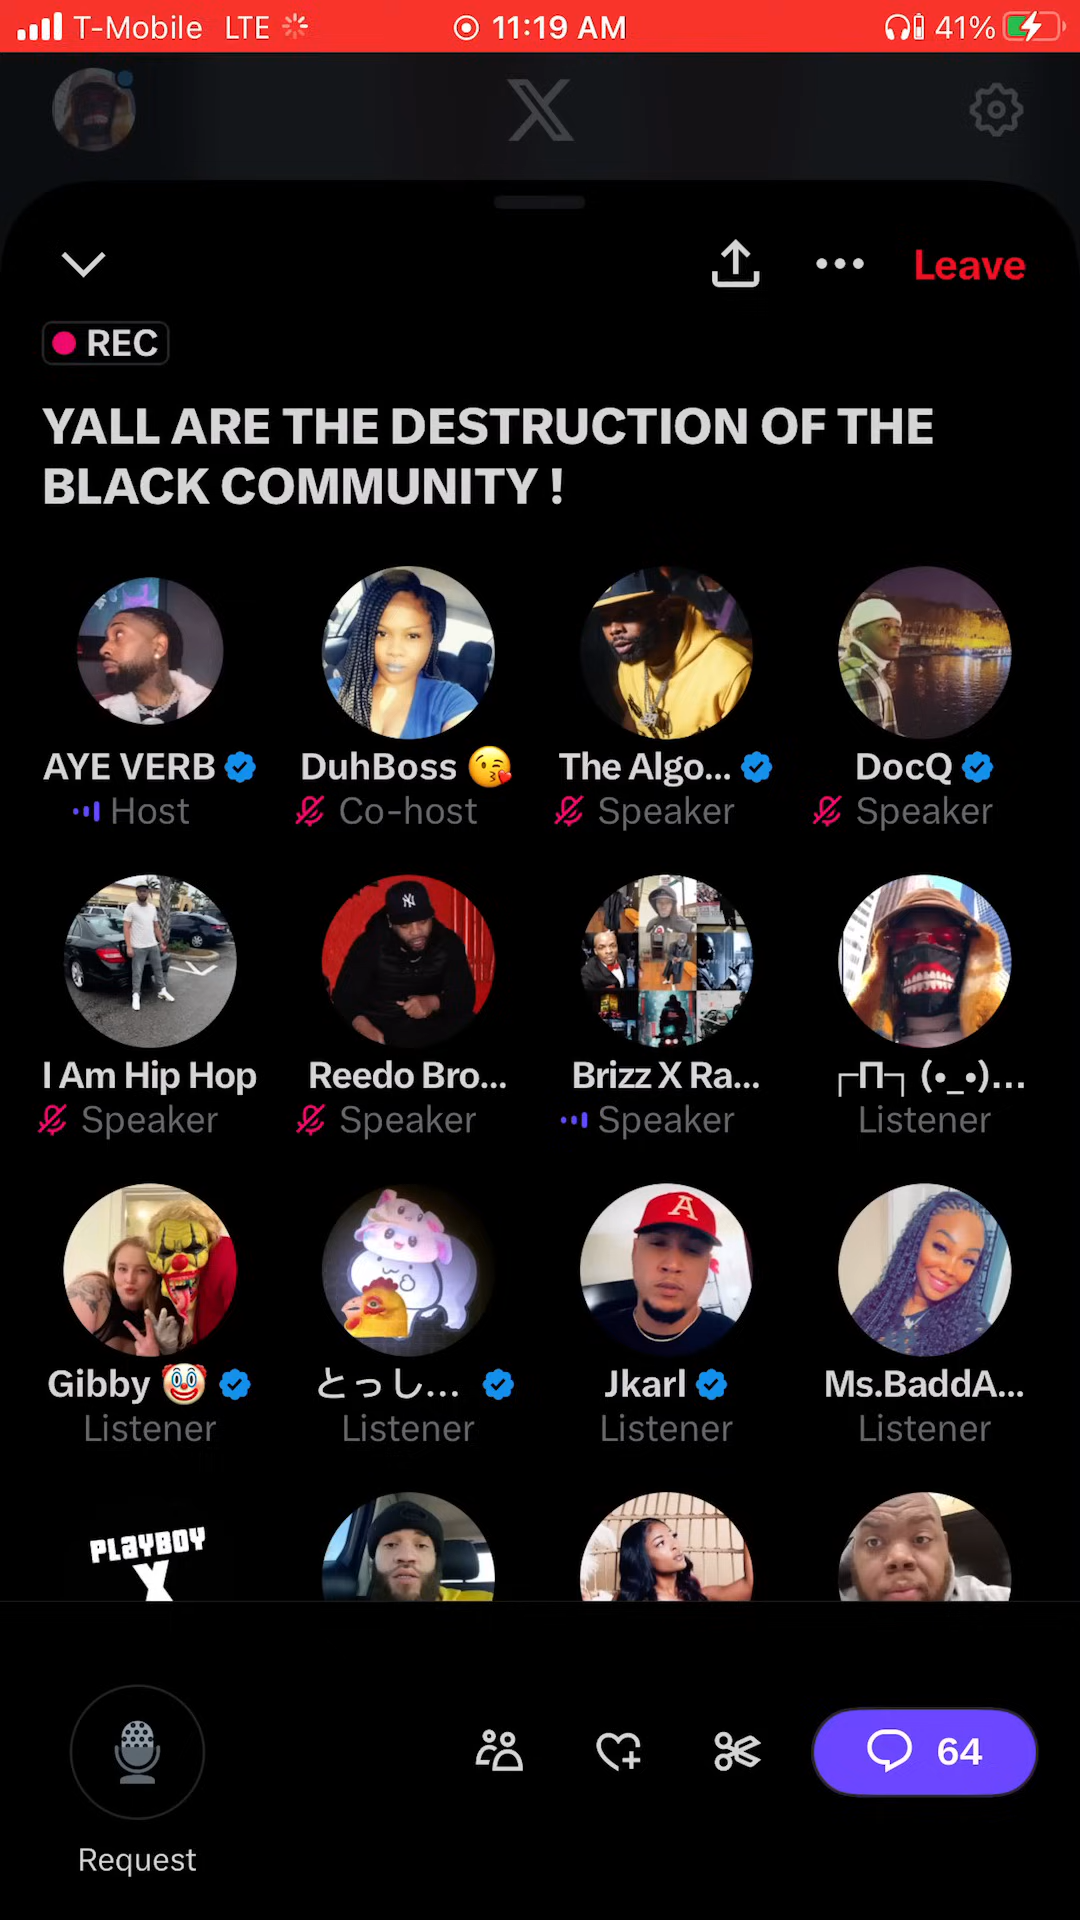 T-Mobile LTE 11:19 AM 41%
X
Leave
REC
YALL ARE THE DESTRUCTION OF THE
BLACK COMMUNITY !
AYE VERB DuhBoss 😘 The Algo... DocQ
Host Co-host Speaker Speaker
I Am Hip Hop Reedo Bro... Brizz X Ra... ┌П┐ (•_•)...
Speaker Speaker Speaker Listener
Gibby 🤡 とっし... Jkarl Ms.BaddA...
Listener Listener Listener Listener
PLaYBOY
X
64
Request